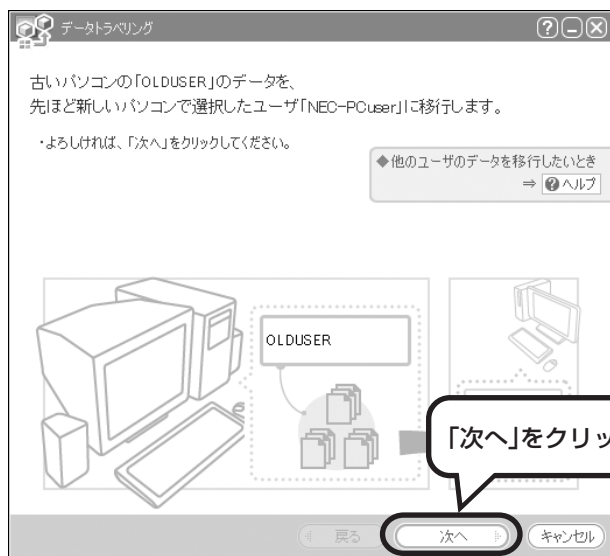 データトラベリング
古いパソコンの「OLDUSER」のデータを、
先ほど新しいパソコンで選択したユーザ「NEC-PCuser」に移行します。
・よろしければ、「次へ」をクリックしてください。
◆他のユーザのデータを移行したいとき
⇒ ?ヘルプ
OLDUSER
「次へ」をクリッ
戻る 次へ キャンセル